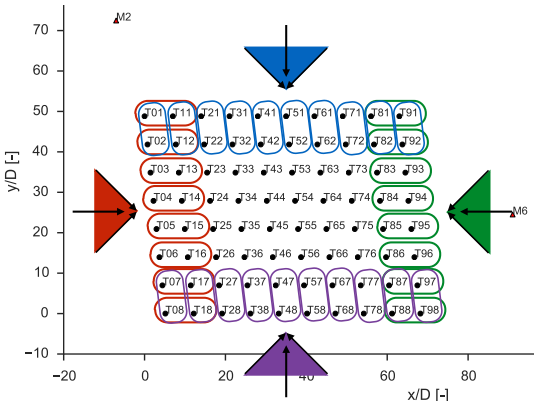 M2
70
60
50
40
30
20
10
0
−10
y/D [-]
T01 T11 T21 T31 T41 T51 T61 T71 T81 T91
T02 T12 T22 T32 T42 T52 T62 T72 T82 T92
T03 T13 T23 T33 T43 T53 T63 T73 T83 T93
T04 T14 T24 T34 T44 T54 T64 T74 T84 T94
M6
T05 T15 T25 T35 T45 T55 T65 T75 T85 T95
T06 T16 T26 T36 T46 T56 T66 T76 T86 T96
T07 T17 T27 T37 T47 T57 T67 T77 T87 T97
T08 T18 T28 T38 T48 T58 T68 T78 T88 T98
−20 0 20 40 60 80
x/D [-]